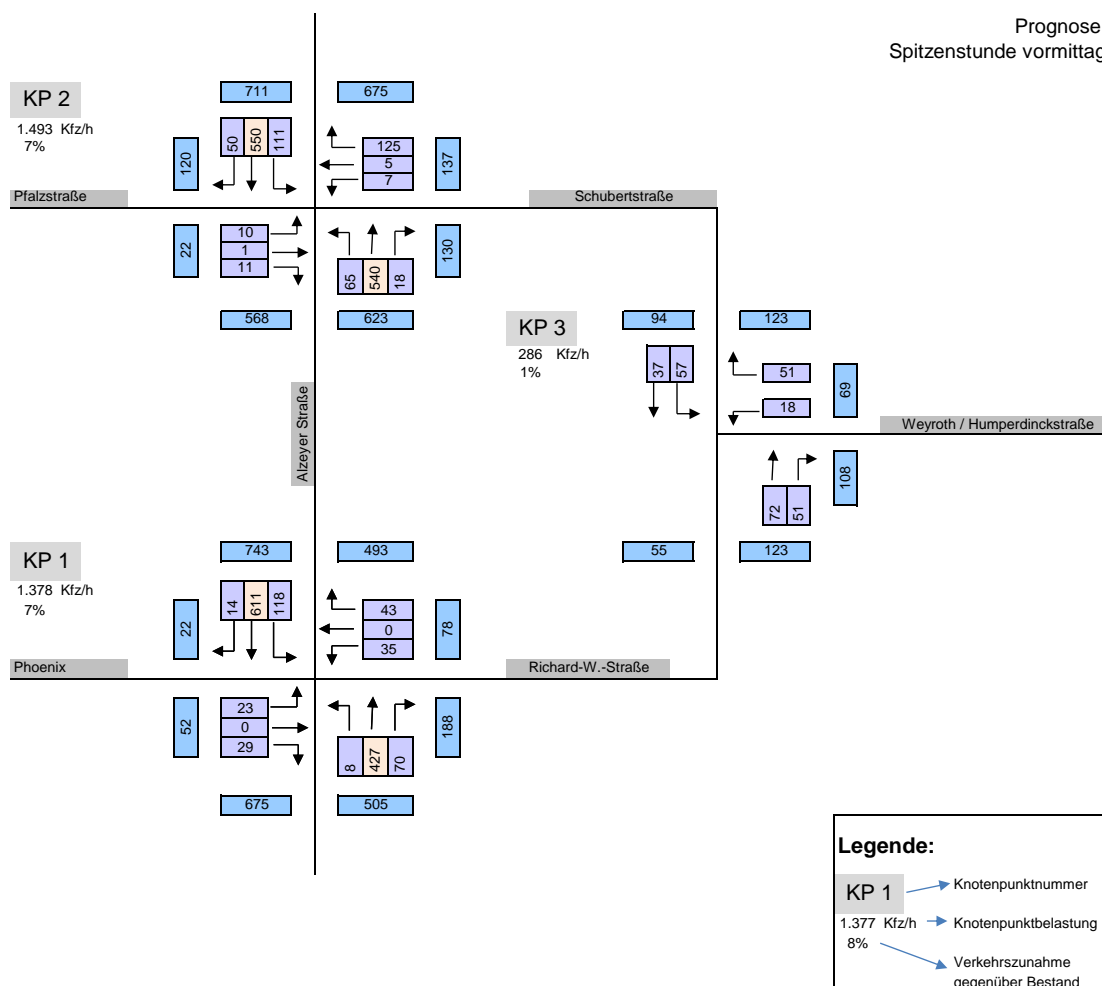 Prognose
Spitzenstunde vormittag
KP 2
1.493 Kfz/h
7%
711
675
50 550 111
120
125
5
7
137
Pfalzstraße
Schubertstraße
22
10
1
11
65 540 18
130
568
623
KP 3
286 Kfz/h
1%
94
123
37 57
51
18
69
Weyroth / Humperdinckstraße
Alzeyer Straße
72 51
108
55
123
KP 1
1.378 Kfz/h
7%
743
493
14 611 118
22
43
0
35
78
Phoenix
Richard-W.-Straße
52
23
0
29
8 427 70
188
675
505
Legende:
KP 1
Knotenpunktnummer
1.377 Kfz/h
Knotenpunktbelastung
8%
Verkehrszunahme
gegenüber Bestand